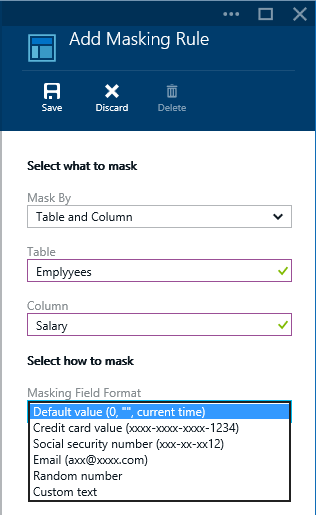 Add Masking Rule
Save Discard Delete
Select what to mask
Mask By
Table and Column
Table
Emplyyees
Column
Salary
Select how to mask
Masking Field Format
Default value (0, "", current time)
Credit card value (xxxx-xxxx-xxxx-1234)
Social security number (xxx-xx-xx12)
Email (axx@xxxx.com)
Random number
Custom text